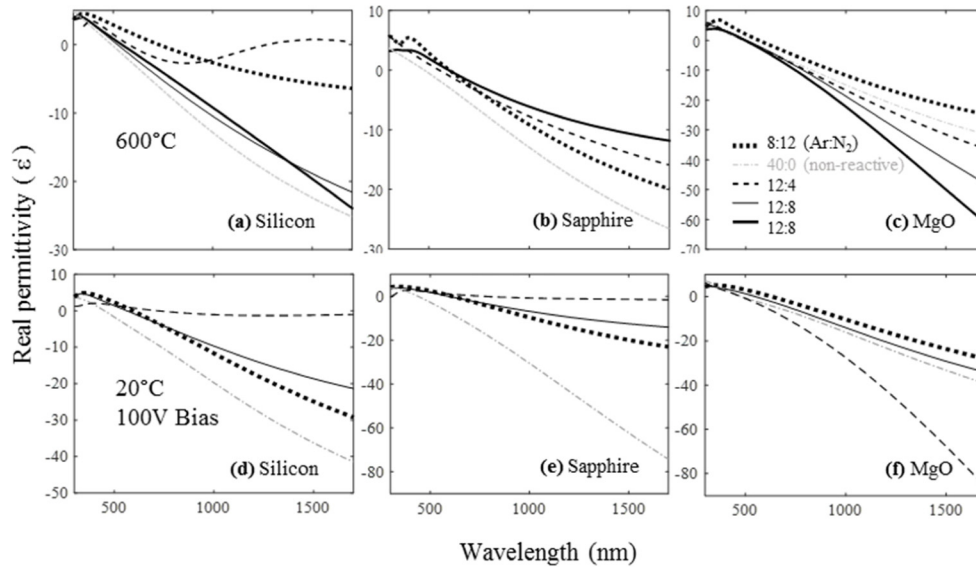 Real permittivity ( ε')
0
-10
-20
-30
600°C
(a) Silicon
10
0
-10
-20
-30
(b) Sapphire
10
0
-10
-20
-30
-40
-50
-60
-70
8:12 (Ar:N₂)
40:0 (non-reactive)
12:4
12:8
12:8
(c) MgO
10
0
-10
-20
-30
-40
-50
20°C
100V Bias
(d) Silicon
500 1000 1500
0
-20
-40
-60
-80
(e) Sapphire
500 1000 1500
0
-20
-40
-60
-80
(f) MgO
500 1000 1500
Wavelength (nm)